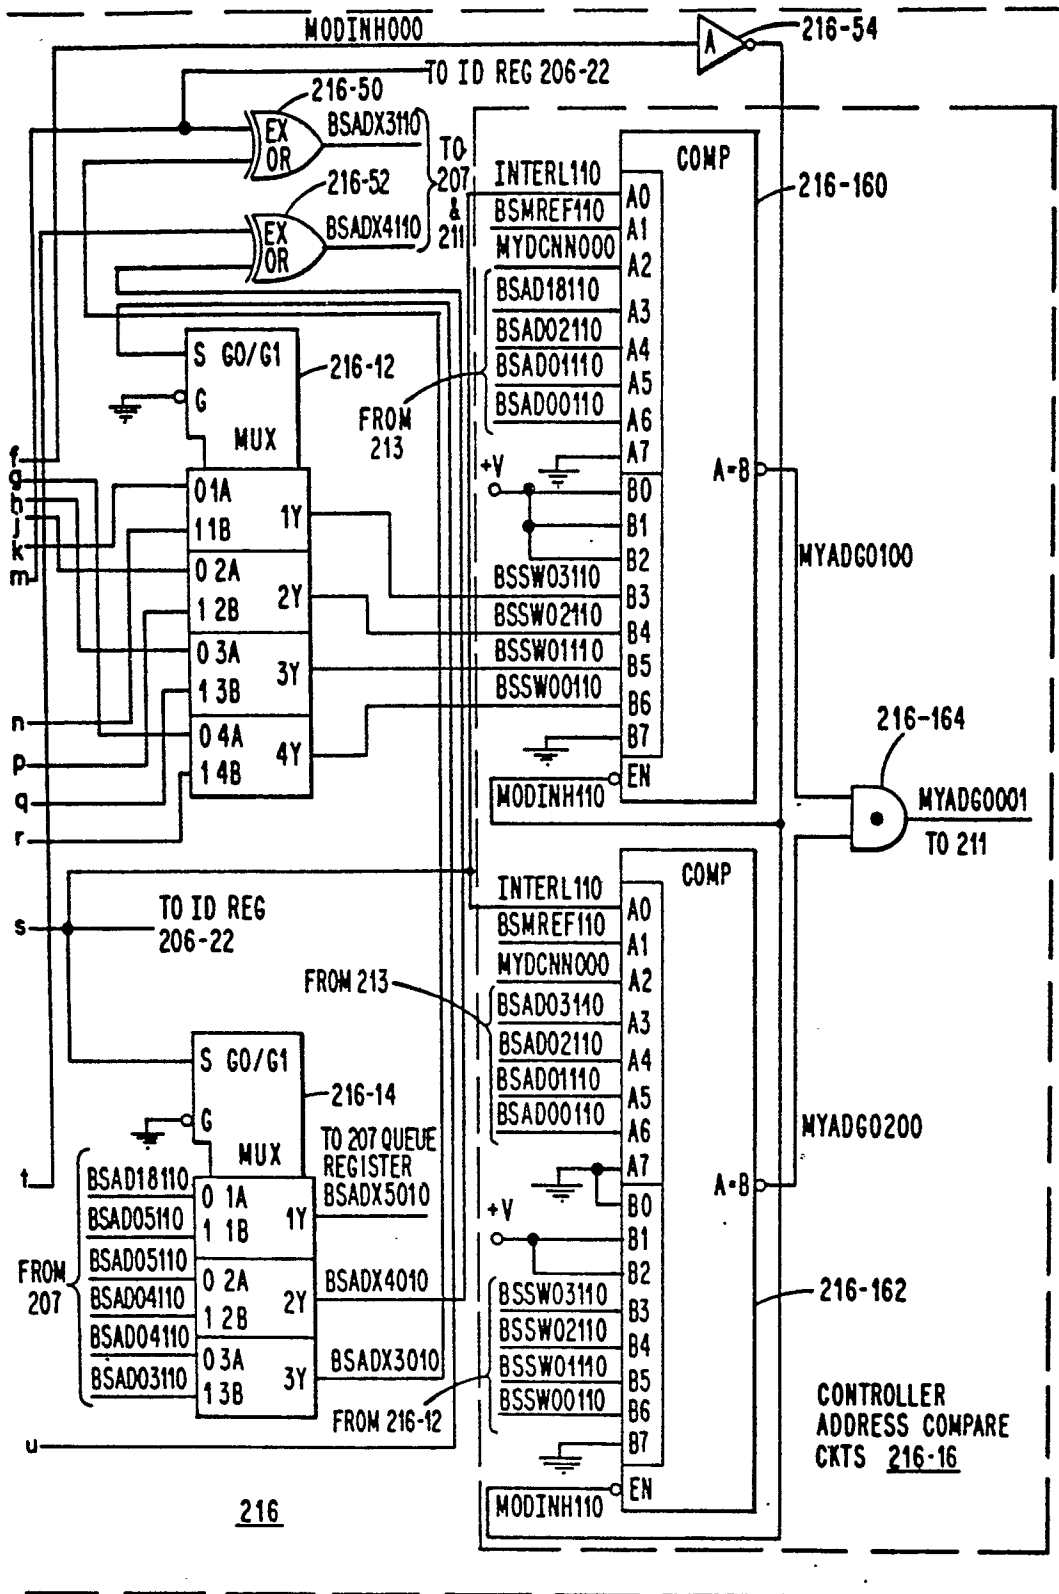 MODINH000
A
216-54
TO ID REG 206-22
216-50
EX
OR
BSADX3110
216-52
EX
OR
BSADX4110
TO
207
&
211
COMP
216-160
INTERL110
BSMREF110
MYDCNN000
BSAD18110
BSAD02110
BSAD01110
BSAD00110
A0
A1
A2
A3
A4
A5
A6
A7
FROM
213
+V
B0
B1
B2
B3
B4
B5
B6
B7
EN
A=B
BSSW03110
BSSW02110
BSSW01110
BSSW00110
MODINH110
MYADG0100
S G0/G1
G
MUX
216-12
0 1A
1 1B
1Y
0 2A
1 2B
2Y
0 3A
1 3B
3Y
0 4A
1 4B
4Y
f
g
h
j
k
m
n
p
q
r
s
t
u
216-164
MYADG0001
TO 211
TO ID REG
206-22
COMP
INTERL110
BSMREF110
MYDCNN000
FROM 213
BSAD03110
BSAD02110
BSAD01110
BSAD00110
A0
A1
A2
A3
A4
A5
A6
A7
+V
B0
B1
B2
B3
B4
B5
B6
B7
EN
A=B
MYADG0200
216-162
BSSW03110
BSSW02110
BSSW01110
BSSW00110
FROM 216-12
MODINH110
S G0/G1
G
MUX
216-14
TO 207 QUEUE
REGISTER
BSADX5010
BSAD18110
BSAD05110
BSAD05110
BSAD04110
BSAD04110
BSAD03110
FROM
207
0 1A
1 1B
1Y
0 2A
1 2B
2Y
0 3A
1 3B
3Y
BSADX4010
BSADX3010
CONTROLLER
ADDRESS COMPARE
CKTS 216-16
216